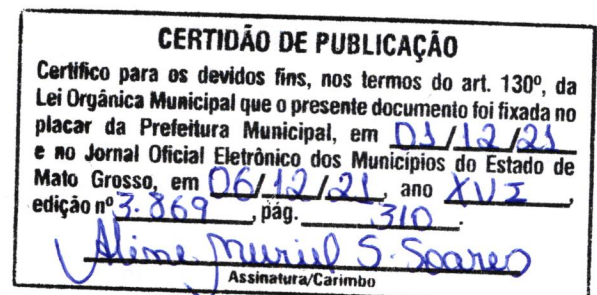 CERTIDÃO DE PUBLICAÇÃO
Certifico para os devidos fins, nos termos do art. 130º, da
Lei Orgânica Municipal que o presente documento foi fixada no
placar da Prefeitura Municipal, em 01/12/21
e no Jornal Oficial Eletrônico dos Municípios do Estado de
Mato Grosso, em 06/12/21, ano XVI,
edição nº 3.869, pág. 310.
Aline Muriel S. Soares
Assinatura/Carimbo